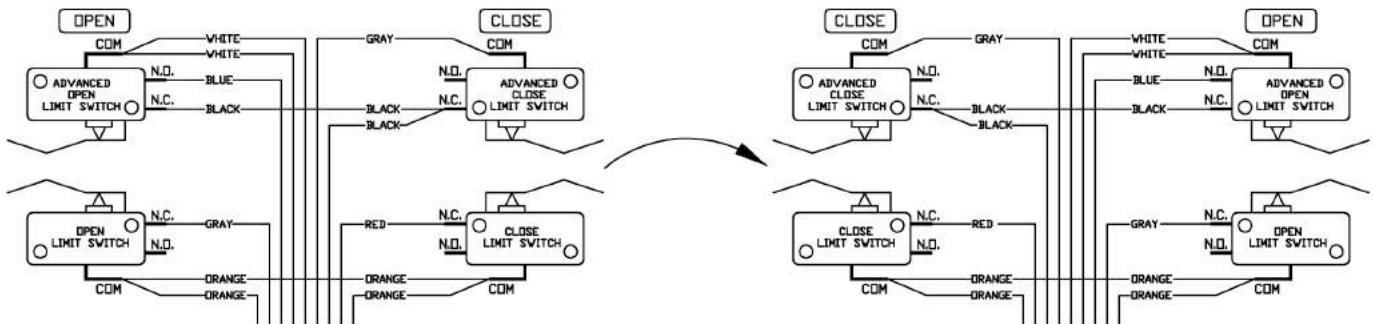 OPEN
CLOSE
CLOSE
OPEN
COM WHITE GRAY COM COM GRAY WHITE COM
WHITE WHITE
N.O. N.O. N.O. N.O.
ADVANCED
OPEN
LIMIT SWITCH
BLUE
ADVANCED
CLOSE
LIMIT SWITCH
ADVANCED
CLOSE
LIMIT SWITCH
BLUE
ADVANCED
OPEN
LIMIT SWITCH
N.C. BLACK BLACK N.C. N.C. BLACK BLACK N.C.
BLACK BLACK
N.C. GRAY RED N.C. N.C. RED GRAY N.C.
OPEN
LIMIT SWITCH
CLOSE
LIMIT SWITCH
CLOSE
LIMIT SWITCH
OPEN
LIMIT SWITCH
N.O. N.O. N.O. N.O.
ORANGE ORANGE ORANGE ORANGE
COM ORANGE ORANGE COM COM ORANGE ORANGE COM